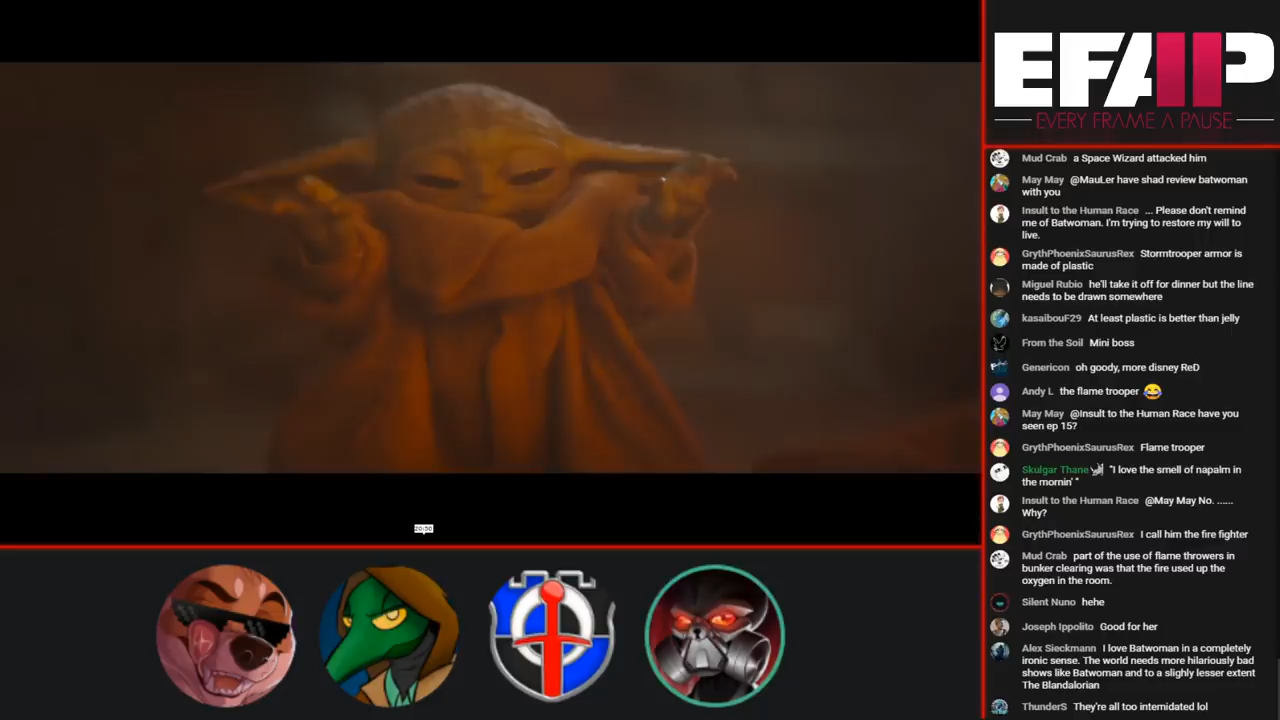 EFAP
EVERY FRAME A PAUSE
Mud Crab a Space Wizard attacked him
May May @MauLer have shad review batwoman
with you
Insult to the Human Race ... Please don't remind
me of Batwoman. I'm trying to restore my will to
live.
GrythPhoenixSaurusRex Stormtrooper armor is
made of plastic
Miguel Rubio he'll take it off for dinner but the line
needs to be drawn somewhere
kasaibouF29 At least plastic is better than jelly
From the Soil Mini boss
Genericon oh goody, more disney ReD
Andy L the flame trooper 😂
May May @Insult to the Human Race have you
seen ep 15?
GrythPhoenixSaurusRex Flame trooper
Skulgar Thane "I love the smell of napalm in
the mornin' "
Insult to the Human Race @May May No. ......
Why?
GrythPhoenixSaurusRex I call him the fire fighter
Mud Crab part of the use of flame throwers in
bunker clearing was that the fire used up the
oxygen in the room.
Silent Nuno hehe
Joseph Ippolito Good for her
Alex Sieckmann I love Batwoman in a completely
ironic sense. The world needs more hilariously bad
shows like Batwoman and to a slighly lesser extent
The Blandalorian
ThunderS They're all too intemidated lol